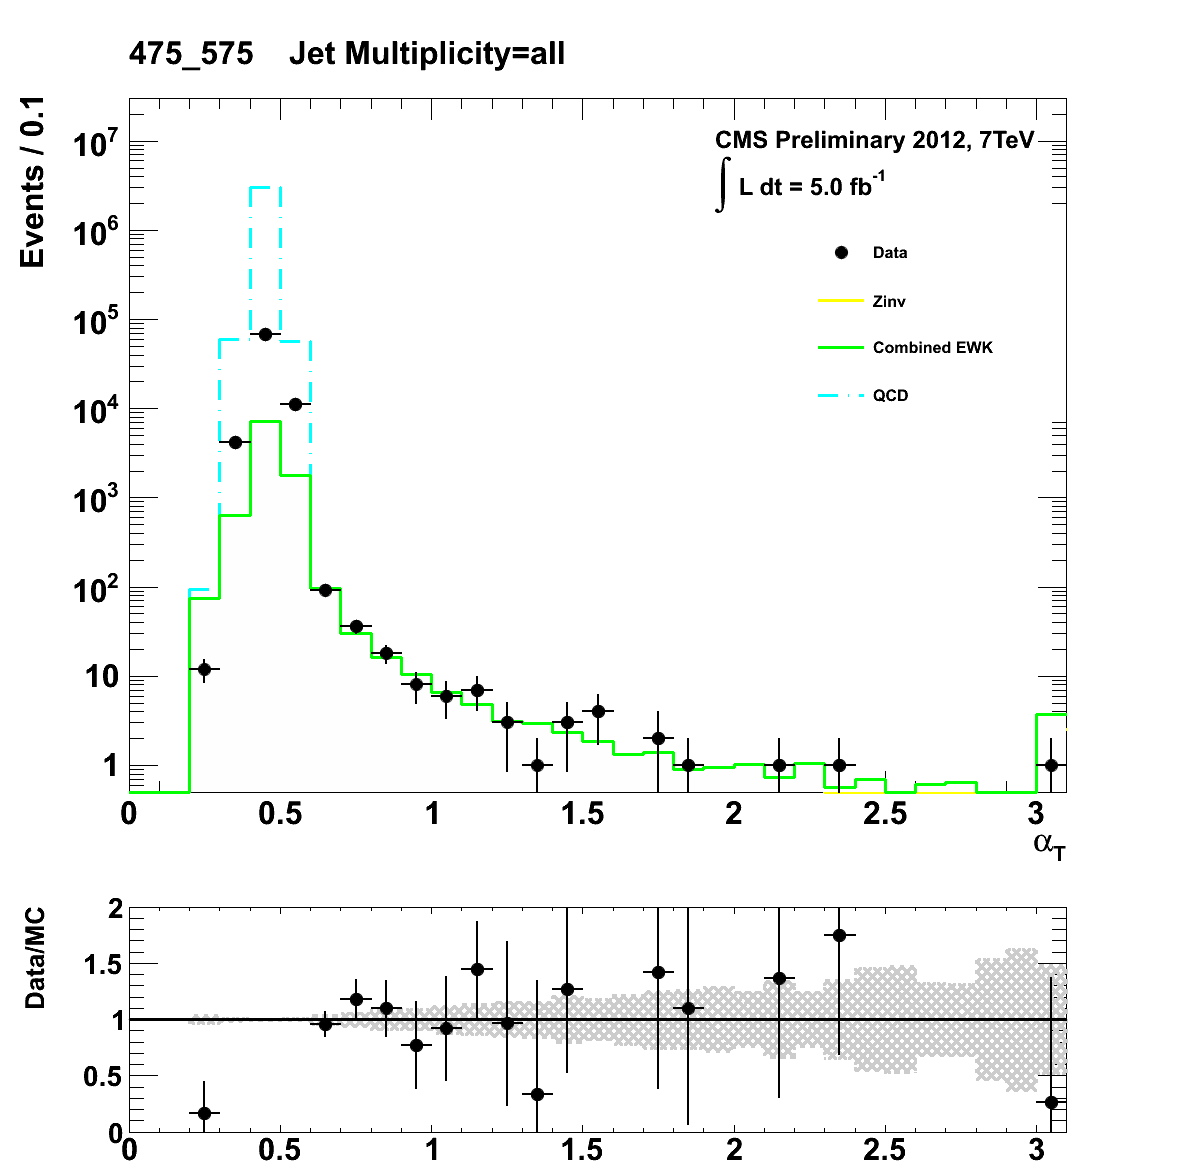 475_575 Jet Multiplicity=all
Events / 0.1
10^7
10^6
10^5
10^4
10^3
10^2
10
1
CMS Preliminary 2012, 7TeV
∫ L dt = 5.0 fb^-1
Data
Zinv
Combined EWK
QCD
0 0.5 1 1.5 2 2.5 3
α_T
Data/MC
2
1.5
1
0.5
0
0 0.5 1 1.5 2 2.5 3